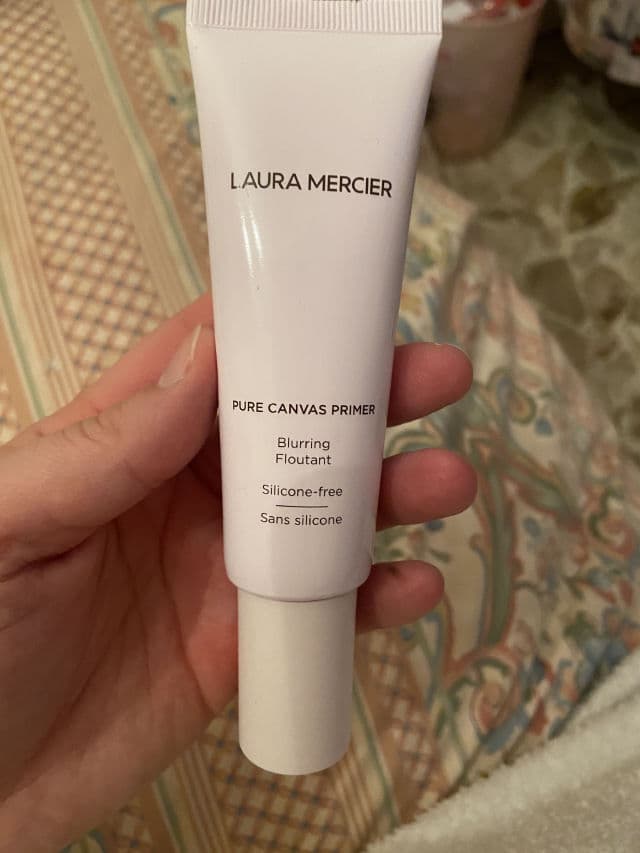 LAURA MERCIER
PURE CANVAS PRIMER
Blurring
Floutant
Silicone-free
Sans silicone